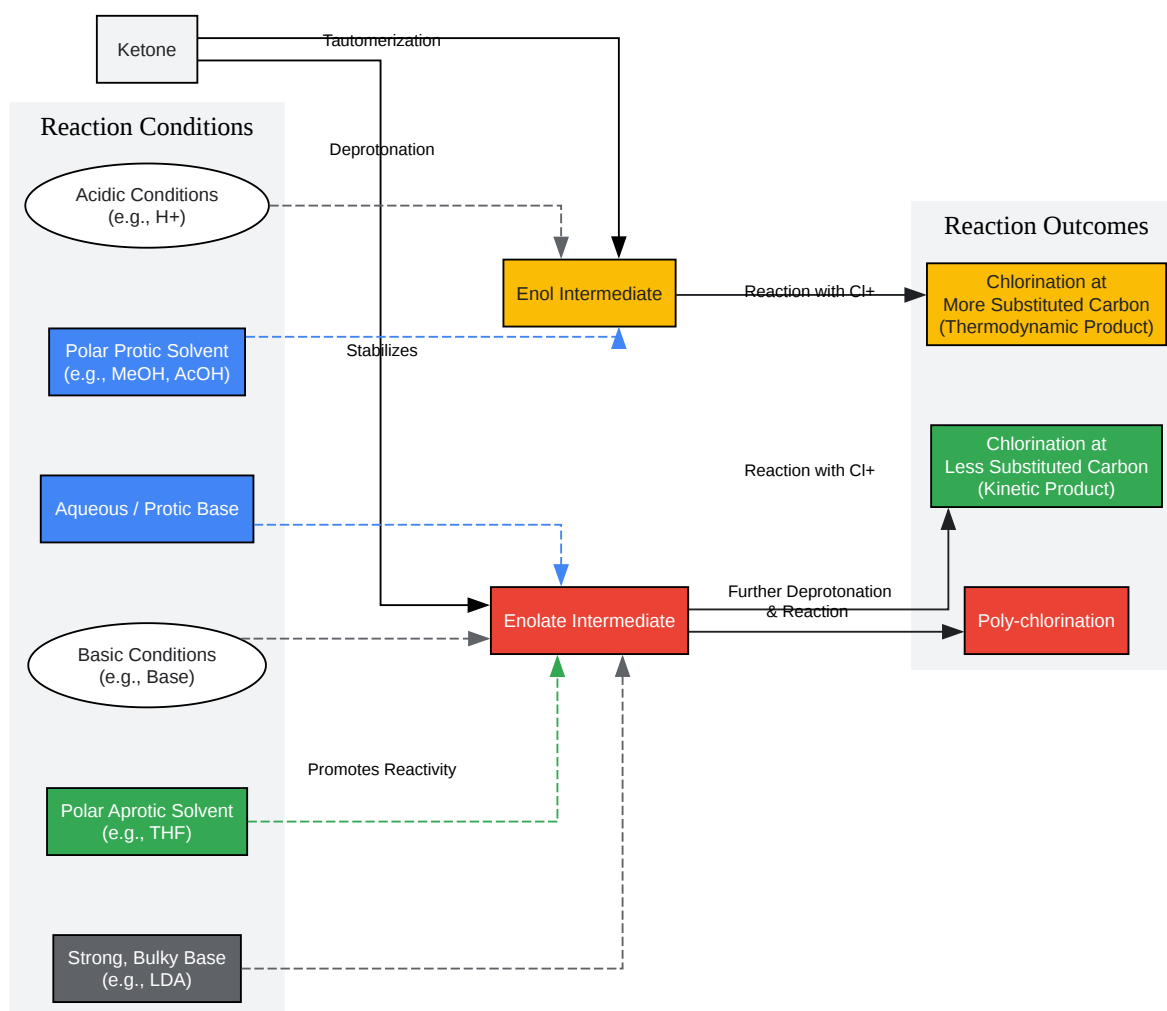 Ketone
Tautomerization
Reaction Conditions
Deprotonation
Acidic Conditions
(e.g., H+)
Reaction Outcomes
Enol Intermediate
Reaction with Cl+
Chlorination at
More Substituted Carbon
(Thermodynamic Product)
Polar Protic Solvent
(e.g., MeOH, AcOH)
Stabilizes
Reaction with Cl+
Chlorination at
Less Substituted Carbon
(Kinetic Product)
Aqueous / Protic Base
Enolate Intermediate
Further Deprotonation
& Reaction
Poly-chlorination
Basic Conditions
(e.g., Base)
Promotes Reactivity
Polar Aprotic Solvent
(e.g., THF)
Strong, Bulky Base
(e.g., LDA)